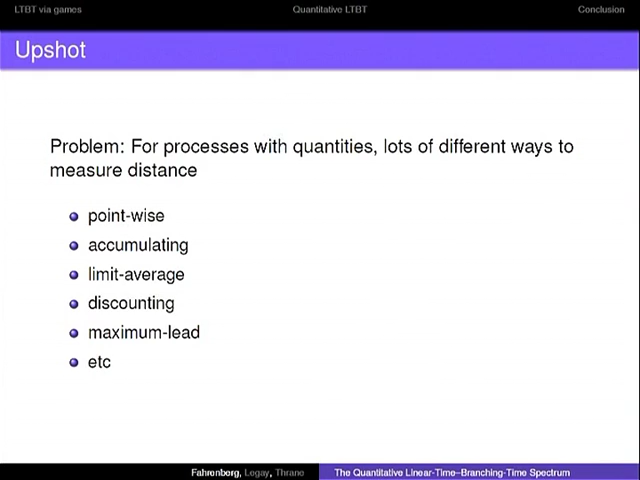 LTBT via games
Quantitative LTBT
Conclusion
Upshot
Problem: For processes with quantities, lots of different ways to
measure distance
point-wise
accumulating
limit-average
discounting
maximum-lead
etc
Fahrenberg, Legay, Thrane
The Quantitative Linear-Time–Branching-Time Spectrum